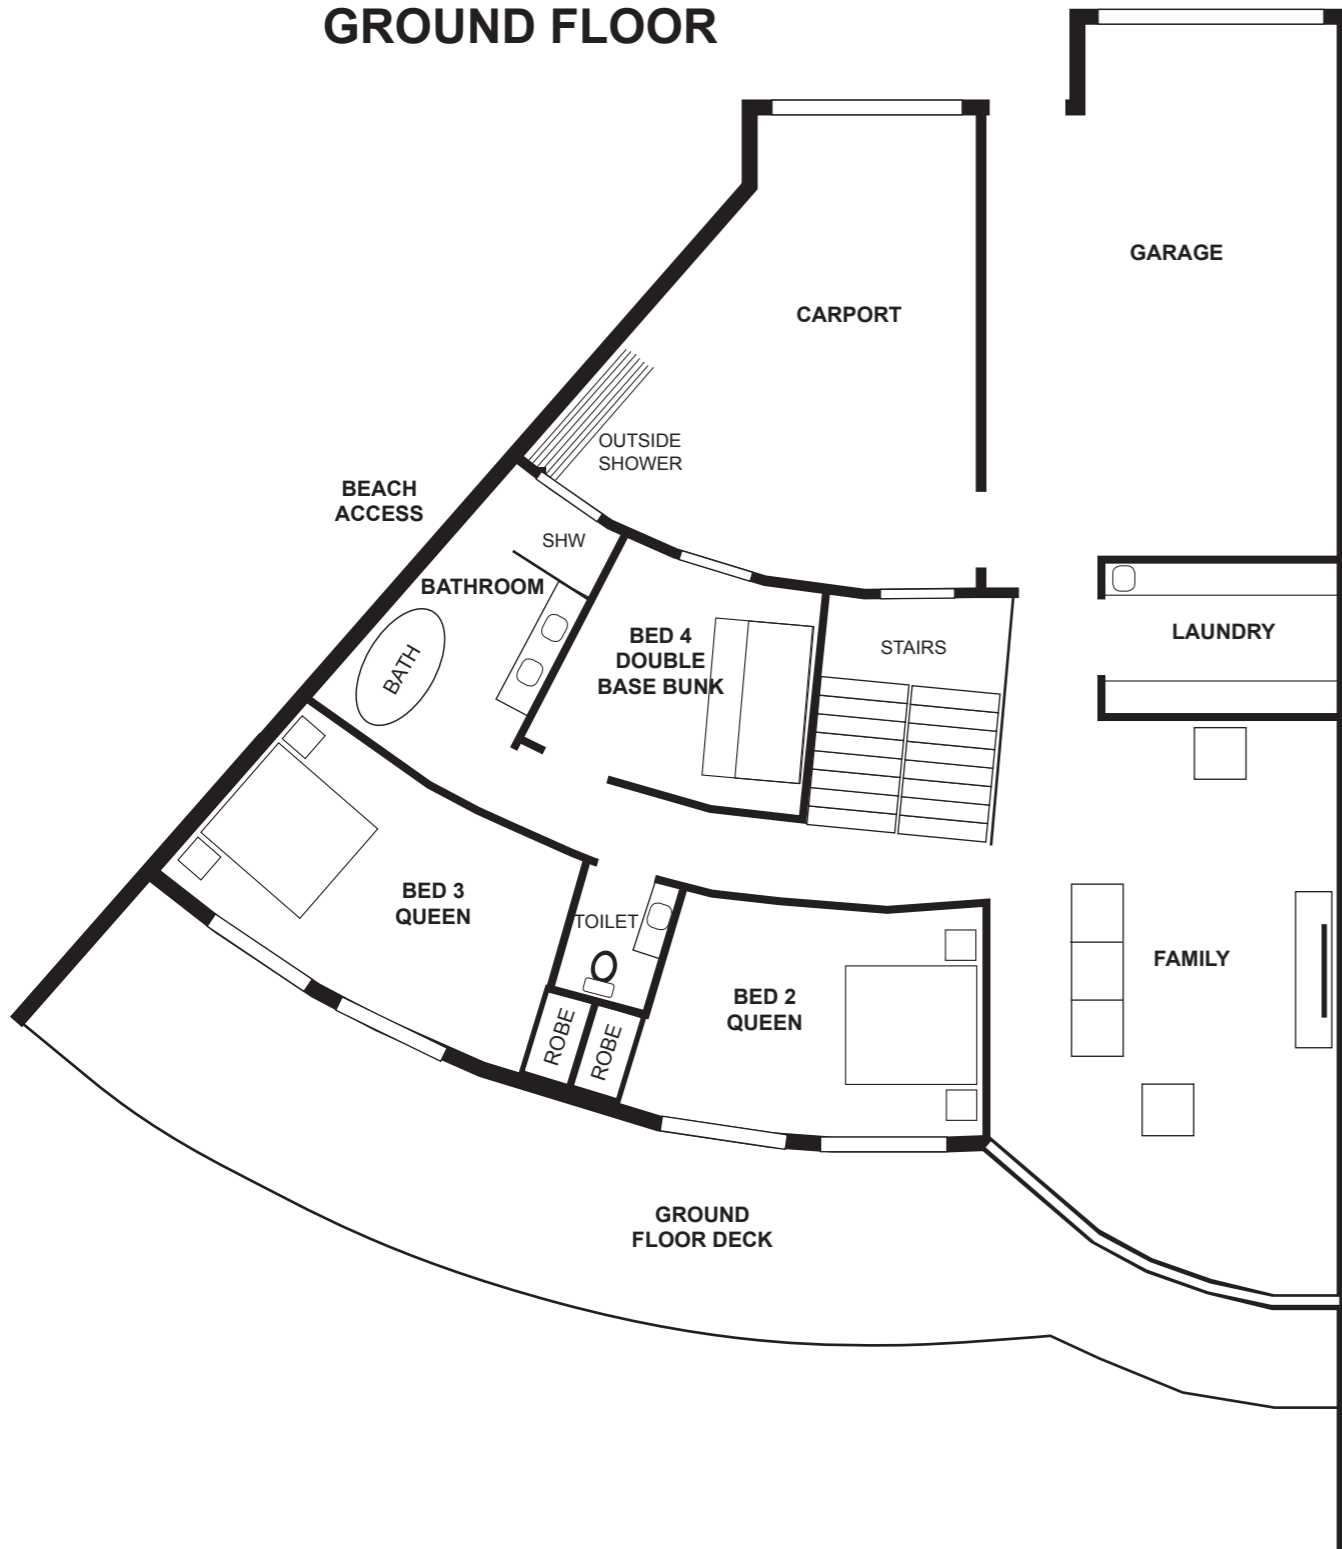 GROUND FLOOR
GARAGE
CARPORT
OUTSIDE
SHOWER
BEACH
ACCESS
SHW
BATHROOM
BATH
BED 4
DOUBLE
BASE BUNK
STAIRS
LAUNDRY
BED 3
QUEEN
TOILET
ROBE
ROBE
BED 2
QUEEN
FAMILY
GROUND
FLOOR DECK